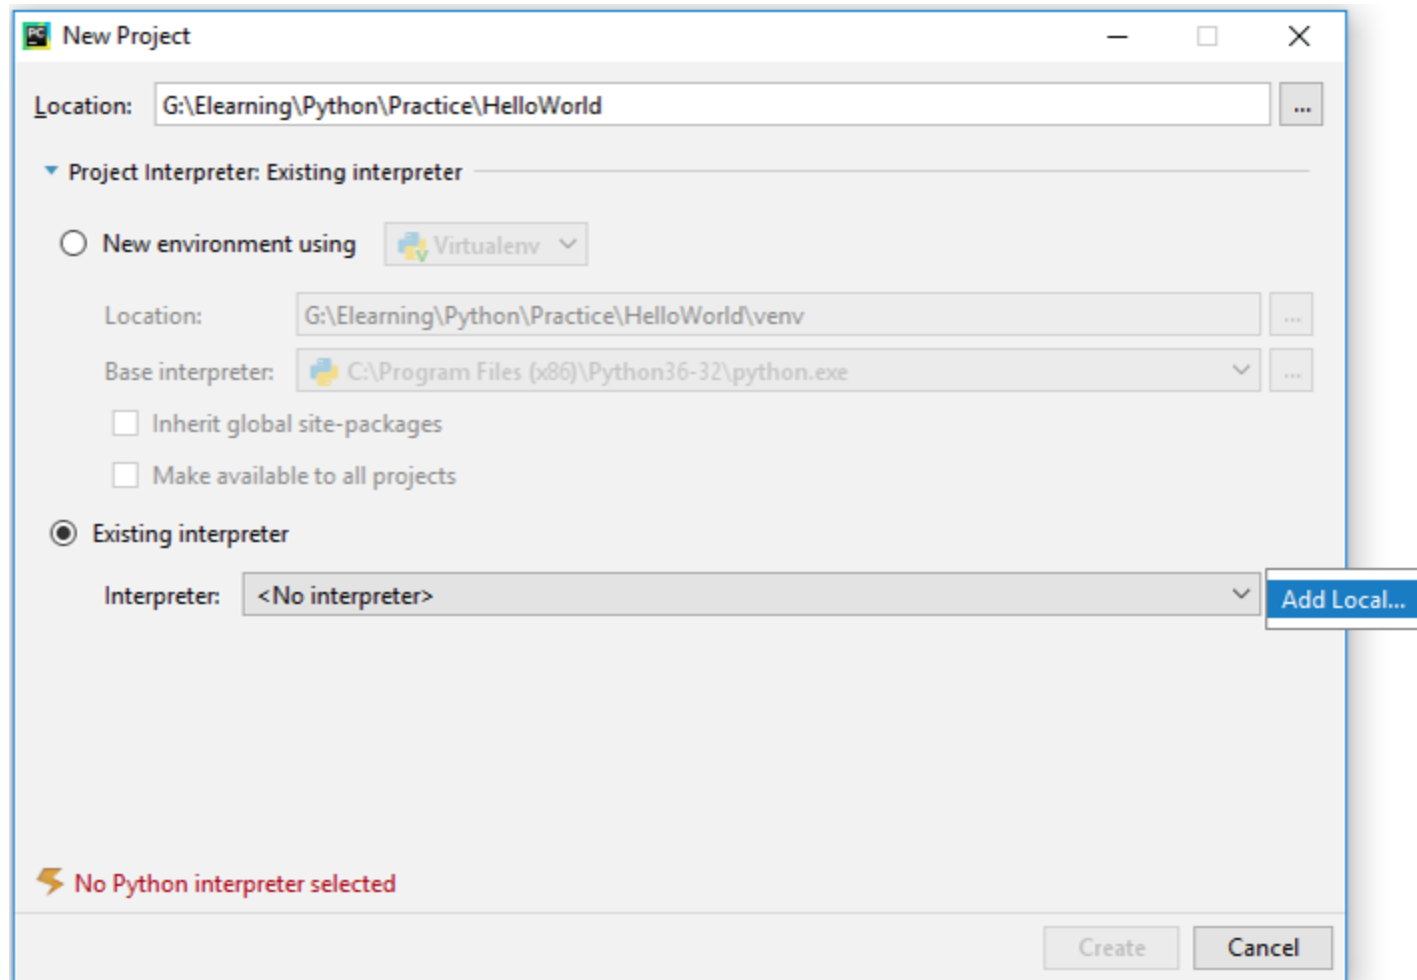 New Project
Location: G:\Elearning\Python\Practice\HelloWorld ...
Project Interpreter: Existing interpreter
New environment using Virtualenv
Location: G:\Elearning\Python\Practice\HelloWorld\venv ...
Base interpreter: C:\Program Files (x86)\Python36-32\python.exe ...
Inherit global site-packages
Make available to all projects
Existing interpreter
Interpreter: <No interpreter> Add Local...
No Python interpreter selected
Create Cancel